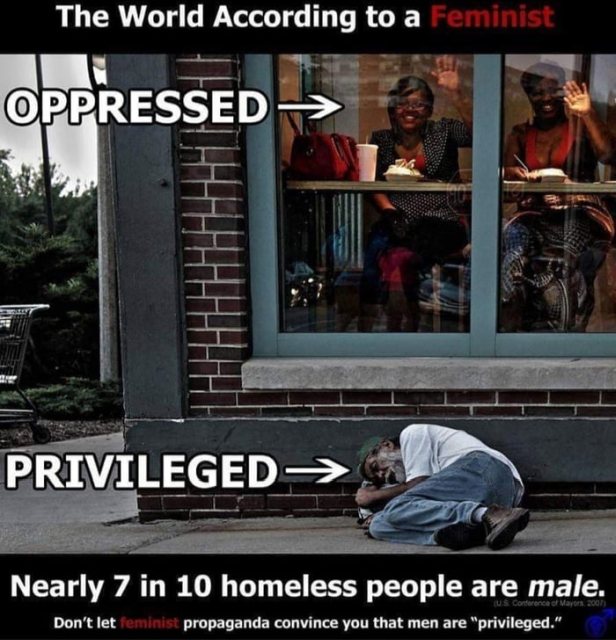 The World According to a Feminist
OPPRESSED
PRIVILEGED
Nearly 7 in 10 homeless people are male.
(U.S. Conference of Mayors, 2007)
Don't let feminist propaganda convince you that men are "privileged."